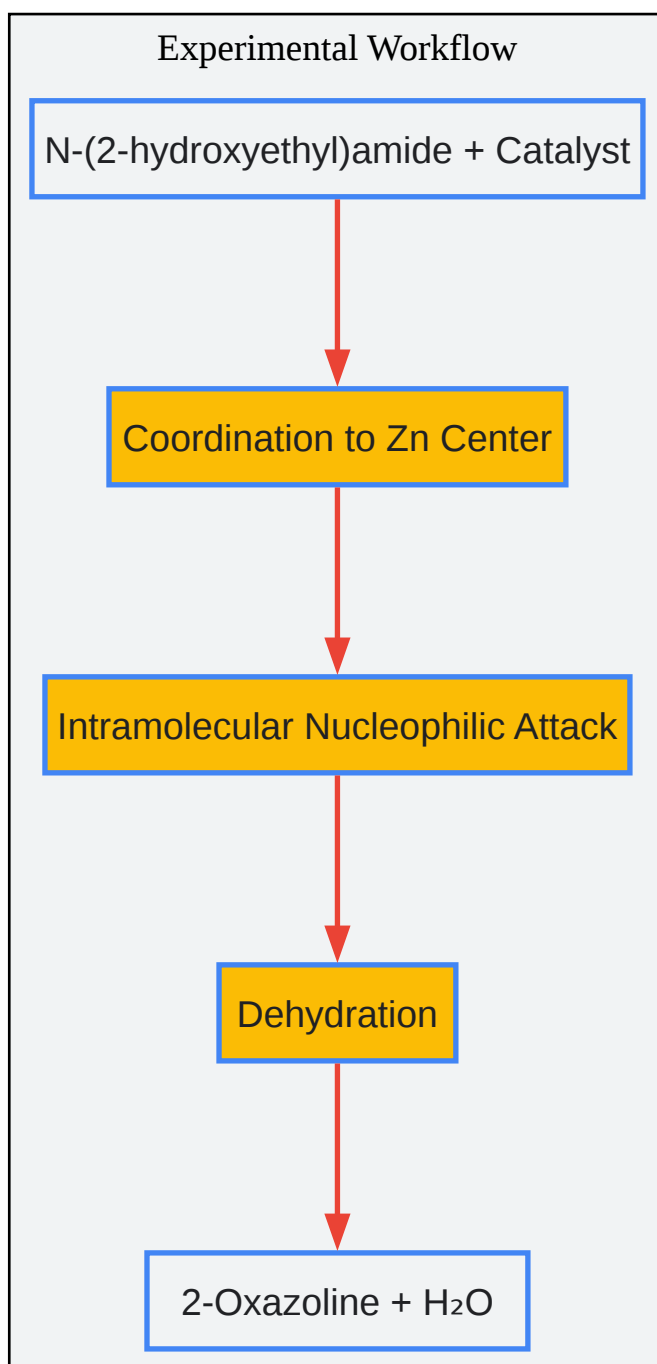 Experimental Workflow
N-(2-hydroxyethyl)amide + Catalyst
Coordination to Zn Center
Intramolecular Nucleophilic Attack
Dehydration
2-Oxazoline + H₂O